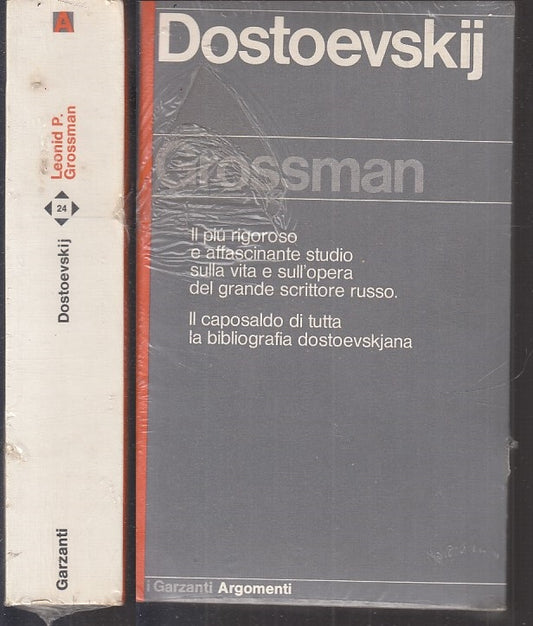 A
Leonid P.
Grossman
24
Dostoevskij
Garzanti
Dostoevskij
Grossman
Il più rigoroso
e affascinante studio
sulla vita e sull'opera
del grande scrittore russo.
Il caposaldo di tutta
la bibliografia dostoevskjana
i Garzanti Argomenti